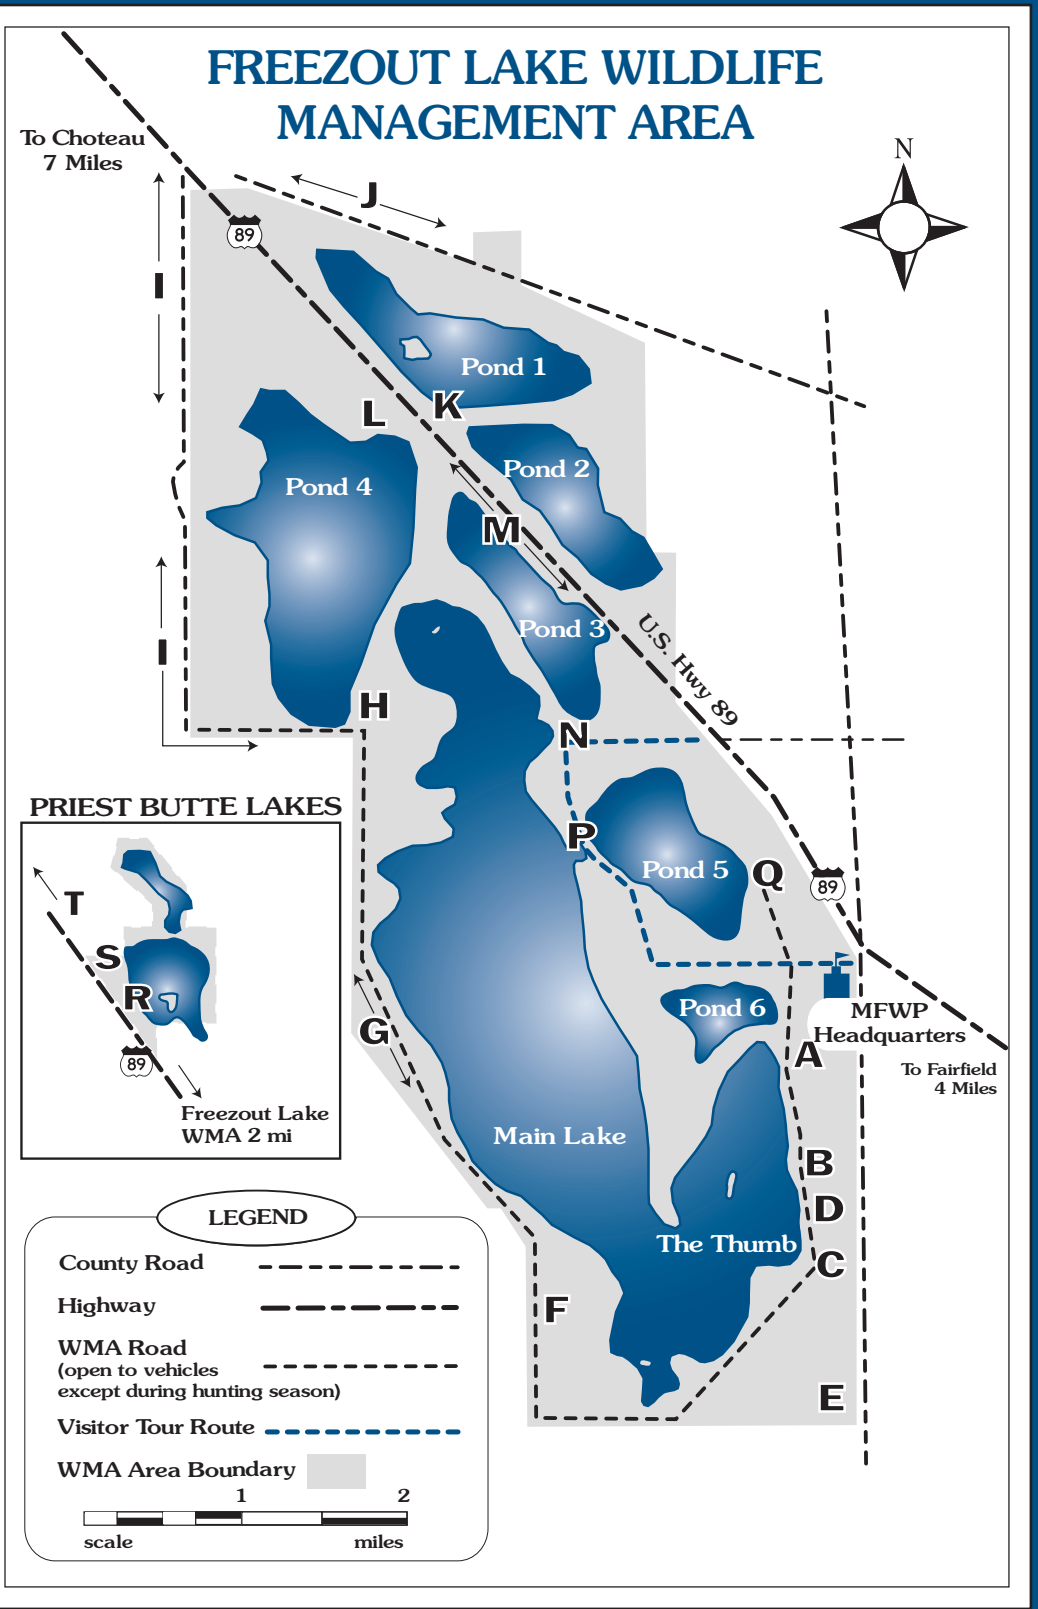 FREEZOUT LAKE WILDLIFE
MANAGEMENT AREA
To Choteau
7 Miles
N
J
89
I
Pond 1
K
L
Pond 2
Pond 4
M
Pond 3
U.S. Hwy 89
I
H
N
PRIEST BUTTE LAKES
P
Pond 5
Q
89
T
S
R
Pond 6
MFWP
Headquarters
G
A
89
To Fairfield
4 Miles
Freezout Lake
WMA 2 mi
Main Lake
B
D
LEGEND
The Thumb
C
County Road
Highway
F
WMA Road
(open to vehicles
except during hunting season)
E
Visitor Tour Route
WMA Area Boundary
1 2
scale miles